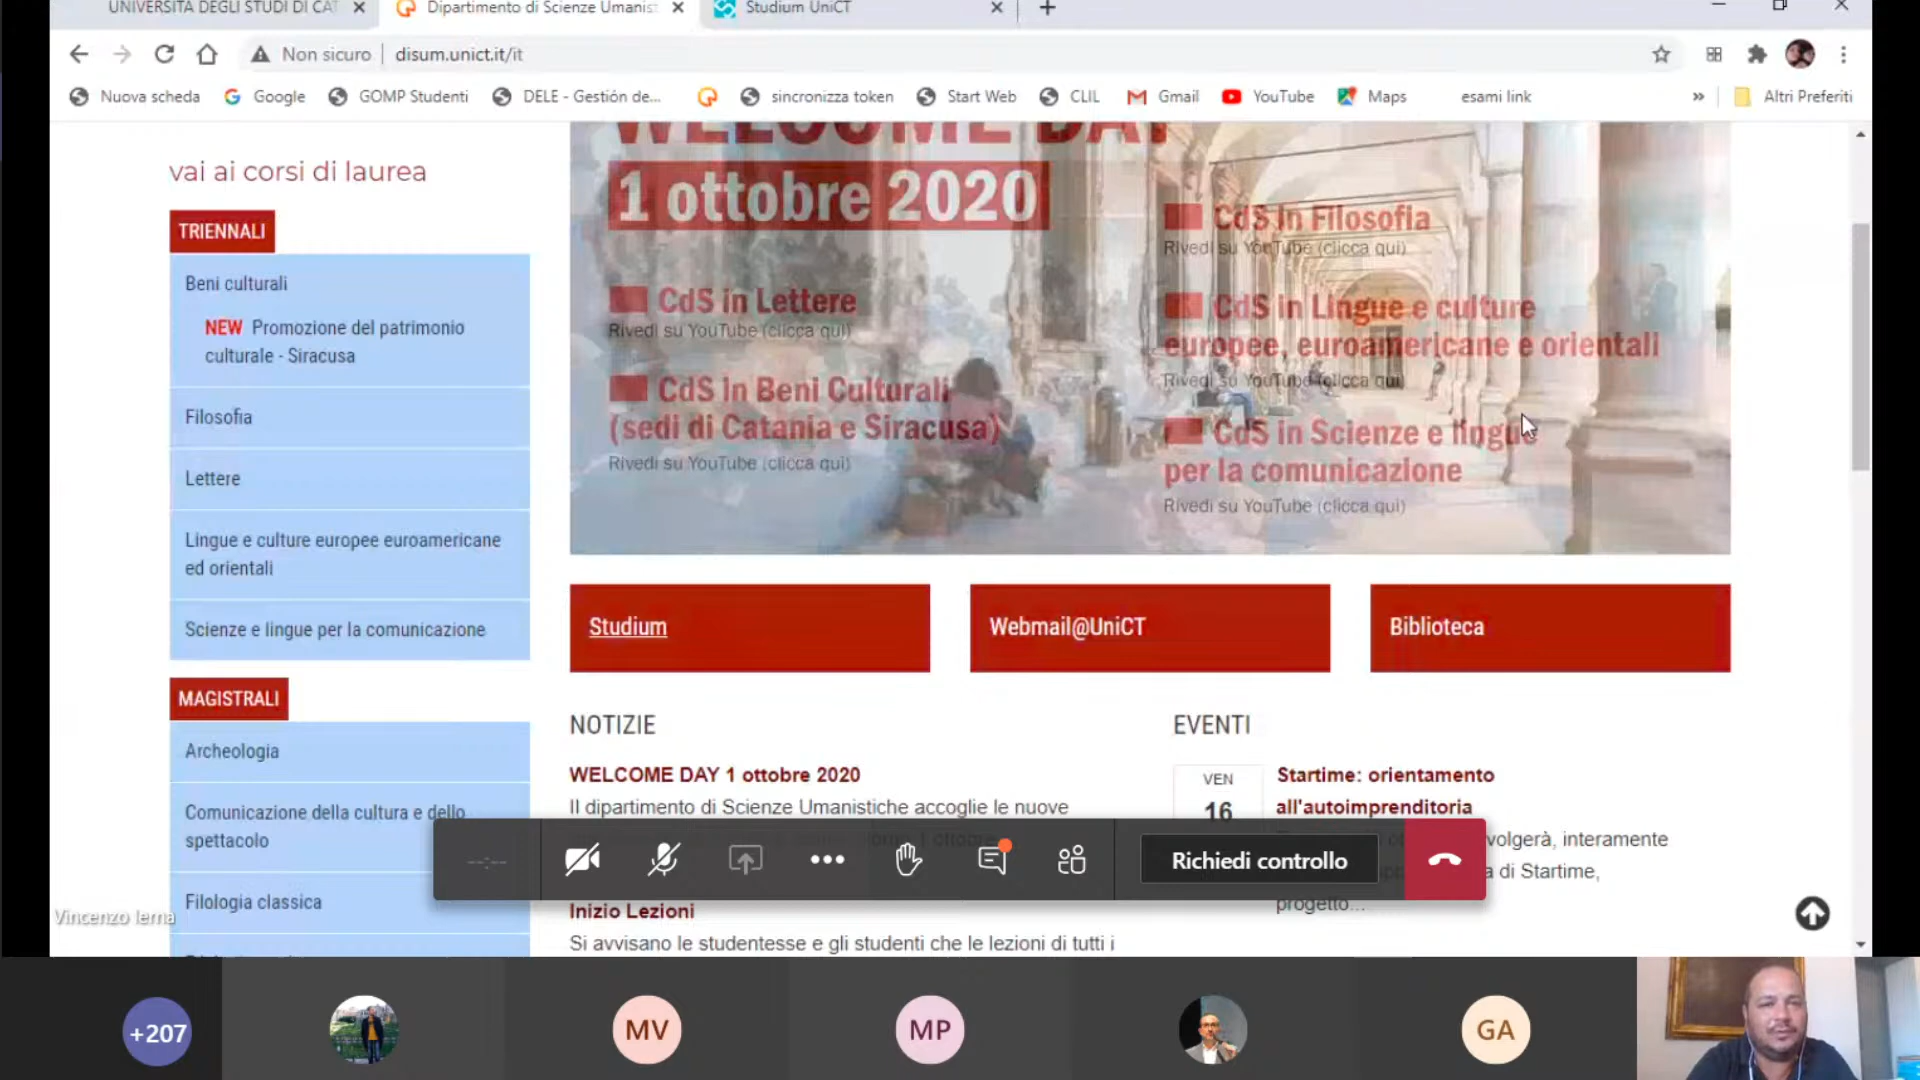 UNIVERSITÀ DEGLI STUDI DI CAT
Dipartimento di Scienze Umanist
Studium UniCT
Non sicuro
disum.unict.it/it
Nuova scheda
Google
GOMP Studenti
DELE - Gestión de...
sincronizza token
Start Web
CLIL
Gmail
YouTube
Maps
esami link
»
Altri Preferiti
vai ai corsi di laurea
TRIENNALI
Beni culturali
NEW Promozione del patrimonio
culturale - Siracusa
Filosofia
Lettere
Lingue e culture europee euroamericane
ed orientali
Scienze e lingue per la comunicazione
MAGISTRALI
Archeologia
Comunicazione della cultura e dello
spettacolo
Filologia classica
WELCOME DAY
1 ottobre 2020
CdS in Lettere
Rivedi su YouTube (clicca qui)
CdS in Beni Culturali
(sedi di Catania e Siracusa)
Rivedi su YouTube (clicca qui)
CdS in Filosofia
Rivedi su YouTube (clicca qui)
CdS in Lingue e culture
europee, euroamericane e orientali
Rivedi su YouTube (clicca qui)
CdS in Scienze e lingue
per la comunicazione
Rivedi su YouTube (clicca qui)
Studium
Webmail@UniCT
Biblioteca
NOTIZIE
WELCOME DAY 1 ottobre 2020
Il dipartimento di Scienze Umanistiche accoglie le nuove
Inizio Lezioni
Si avvisano le studentesse e gli studenti che le lezioni di tutti i
EVENTI
VEN
16
Startime: orientamento
all'autoimprenditoria
volgerà, interamente
a di Startime,
progetto...
--:--
Richiedi controllo
Vincenzo Ierna
+207
MV
MP
GA